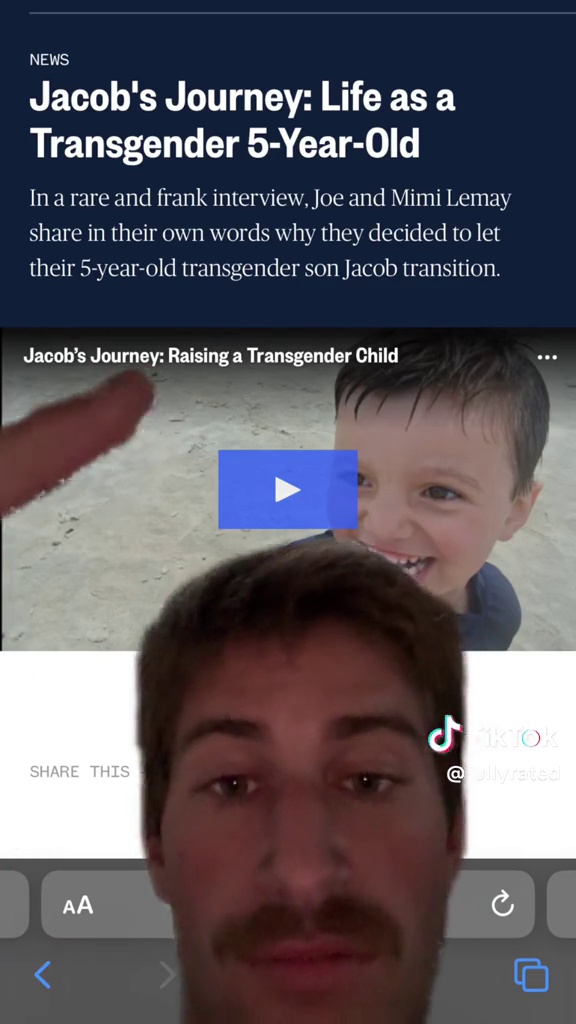 NEWS
Jacob's Journey: Life as a
Transgender 5-Year-Old
In a rare and frank interview, Joe and Mimi Lemay
share in their own words why they decided to let
their 5-year-old transgender son Jacob transition.
Jacob's Journey: Raising a Transgender Child
TikTok
SHARE THIS
AA